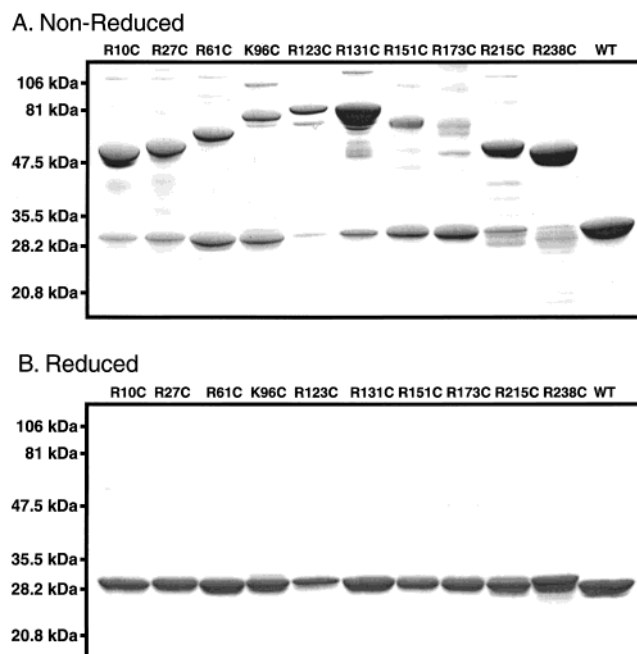 A. Non-Reduced
R10C R27C R61C K96C R123C R131C R151C R173C R215C R238C WT
106 kDa
81 kDa
47.5 kDa
35.5 kDa
28.2 kDa
20.8 kDa
B. Reduced
R10C R27C R61C K96C R123C R131C R151C R173C R215C R238C WT
106 kDa
81 kDa
47.5 kDa
35.5 kDa
28.2 kDa
20.8 kDa